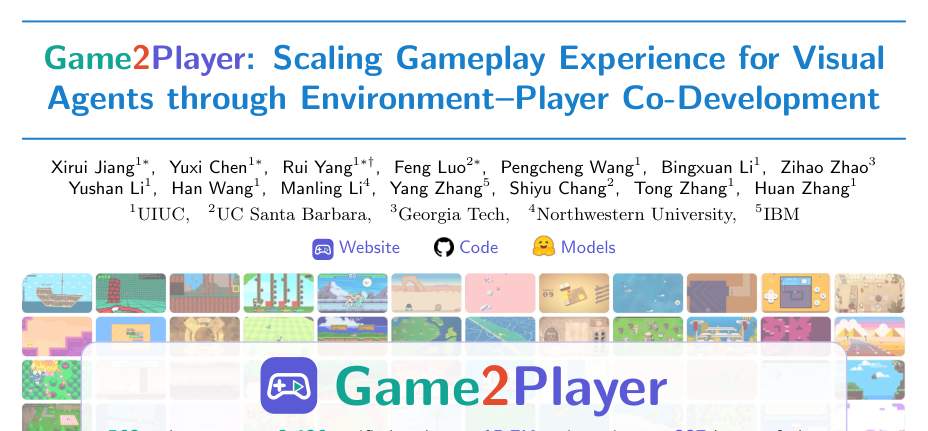 Game2Player: Scaling Gameplay Experience for Visual
Agents through Environment–Player Co-Development
Xirui Jiang¹*, Yuxi Chen¹*, Rui Yang¹*†, Feng Luo²*, Pengcheng Wang¹, Bingxuan Li¹, Zihao Zhao³
Yushan Li¹, Han Wang¹, Manling Li⁴, Yang Zhang⁵, Shiyu Chang², Tong Zhang¹, Huan Zhang¹
¹UIUC, ²UC Santa Barbara, ³Georgia Tech, ⁴Northwestern University, ⁵IBM
Website Code Models
Game2Player